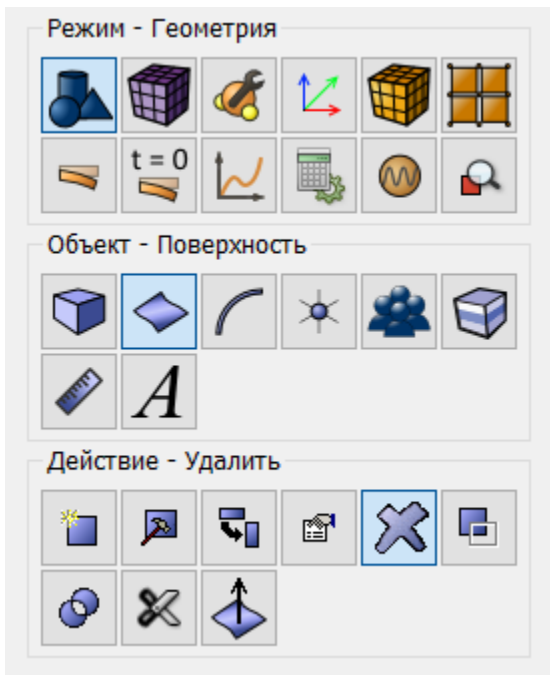 Режим - Геометрия
t = 0
Объект - Поверхность
A
Действие - Удалить